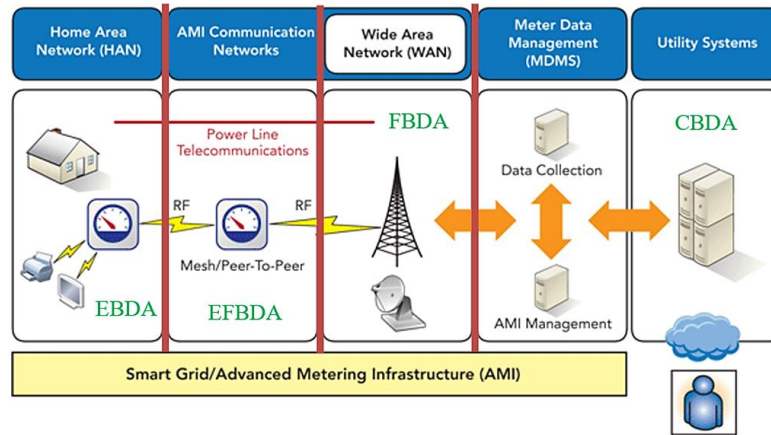 Home Area
Network (HAN)
AMI Communication
Networks
Wide Area
Network (WAN)
Meter Data
Management
(MDMS)
Utility Systems
Power Line
Telecommunications
FBDA
CBDA
Data Collection
RF
RF
Mesh/Peer-To-Peer
EBDA
EFBDA
AMI Management
Smart Grid/Advanced Metering Infrastructure (AMI)